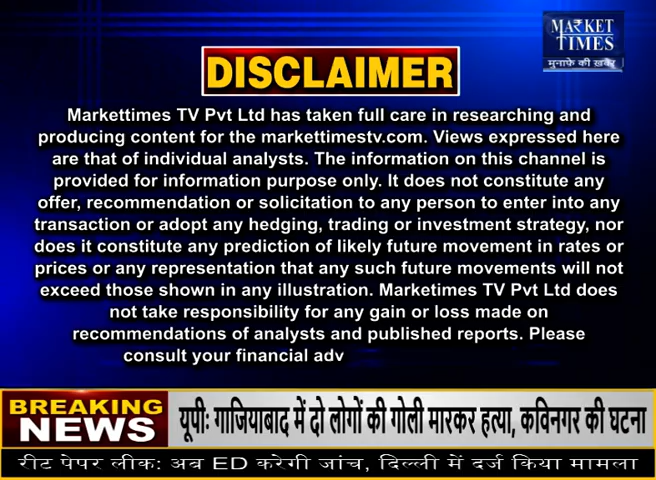 MARKET
TIMES
मुनाफे की ख़बर
DISCLAIMER
Markettimes TV Pvt Ltd has taken full care in researching and
producing content for the markettimestv.com. Views expressed here
are that of individual analysts. The information on this channel is
provided for information purpose only. It does not constitute any
offer, recommendation or solicitation to any person to enter into any
transaction or adopt any hedging, trading or investment strategy, nor
does it constitute any prediction of likely future movement in rates or
prices or any representation that any such future movements will not
exceed those shown in any illustration. Marketimes TV Pvt Ltd does
not take responsibility for any gain or loss made on
recommendations of analysts and published reports. Please
consult your financial adv
BREAKING
NEWS
यूपीः गाजियाबाद में दो लोगों की गोली मारकर हत्या, कविनगर की घटना
रीट पेपर लीक: अब ED करेगी जांच, दिल्ली में दर्ज किया मामला